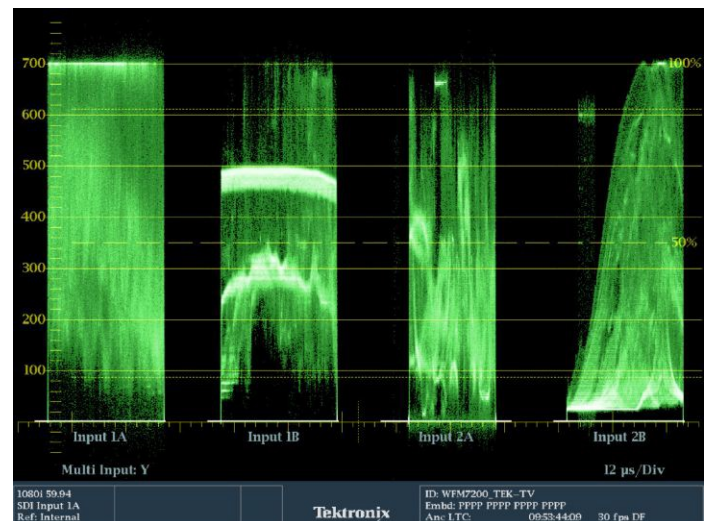 700
600
500
400
300
200
100
100%
50%
Input 1A
Input 1B
Input 2A
Input 2B
Multi Input: Y
12 µs/Div
1080i 59.94
SDI Input 1A
Ref: Internal
Tektronix
ID: WFM7200_TEK-TV
Embd: PPPP PPPP PPPP PPPP
Anc LTC: 09:53:44:09 30 fps DF